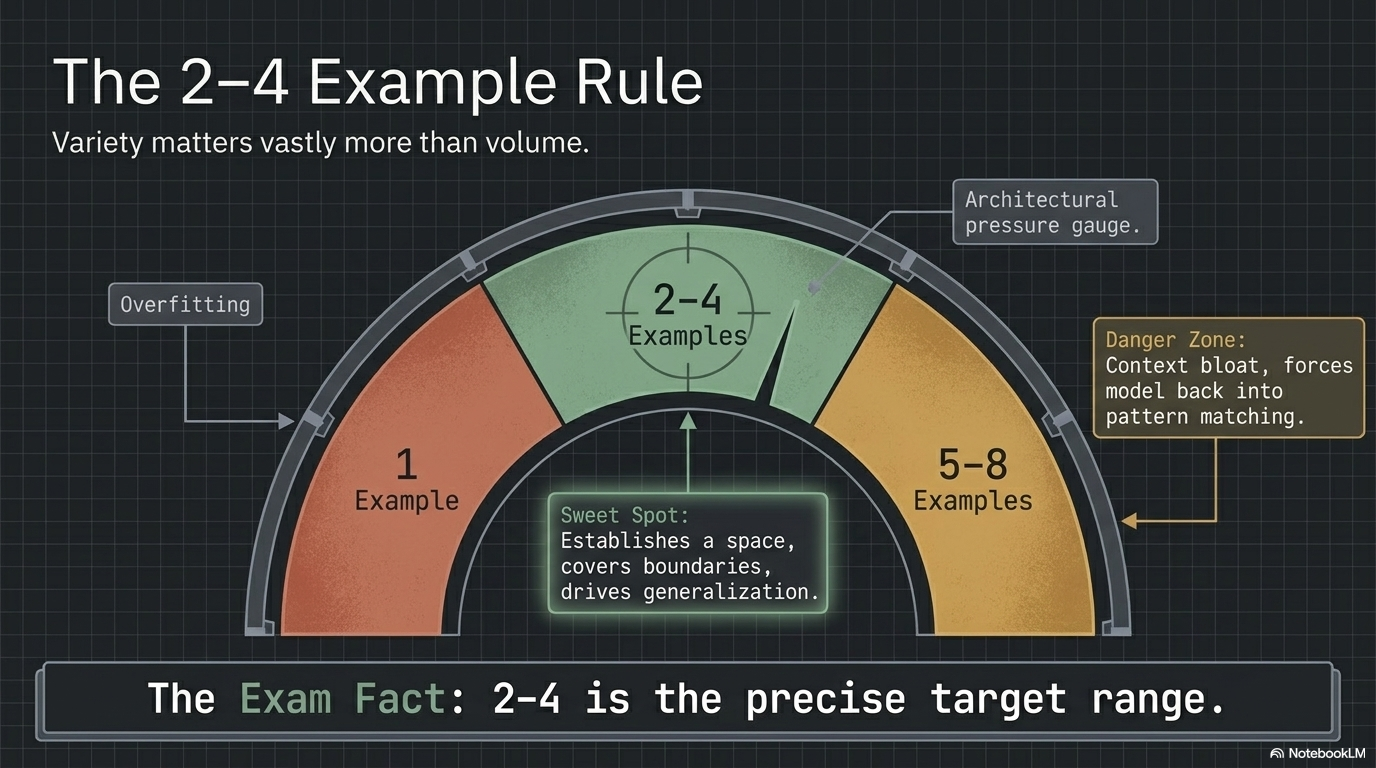 The 2–4 Example Rule
Variety matters vastly more than volume.
Architectural
pressure gauge.
Overfitting
2–4
Examples
Danger Zone:
Context bloat, forces
model back into
pattern matching.
1
Example
5–8
Examples
Sweet Spot:
Establishes a space,
covers boundaries,
drives generalization.
The Exam Fact: 2–4 is the precise target range.
NotebookLM